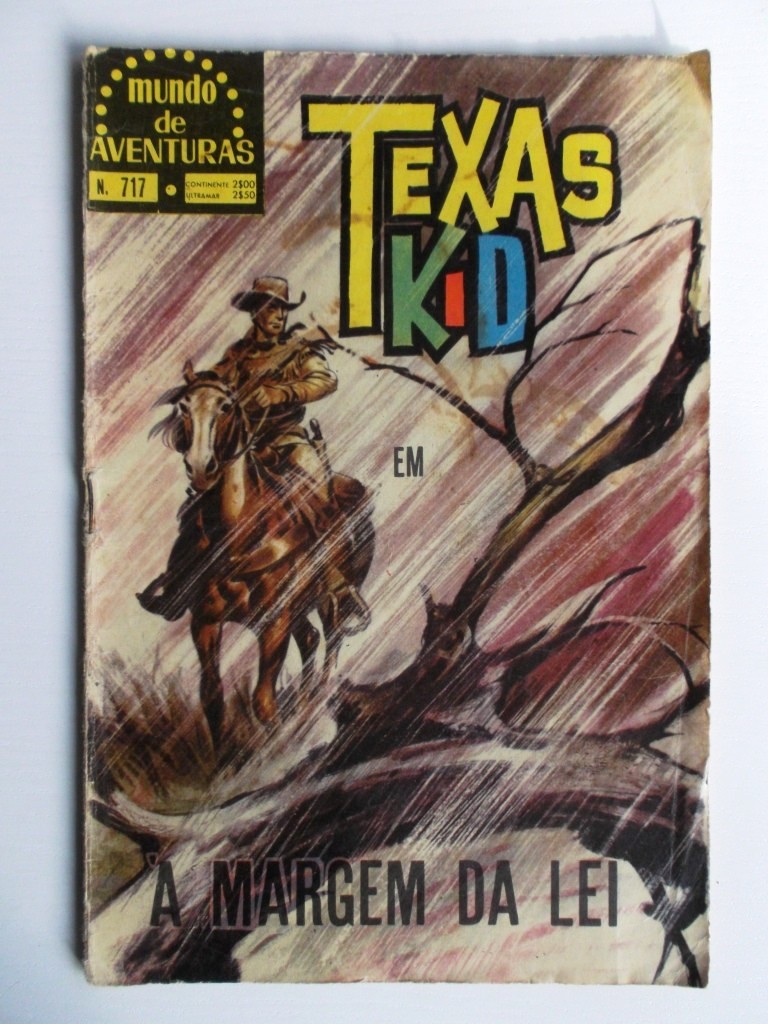 mundo
de
AVENTURAS
N. 717
CONTINENTE 2$00
ULTRAMAR 2$50
TEXAS
KiD
EM
À MARGEM DA LEI